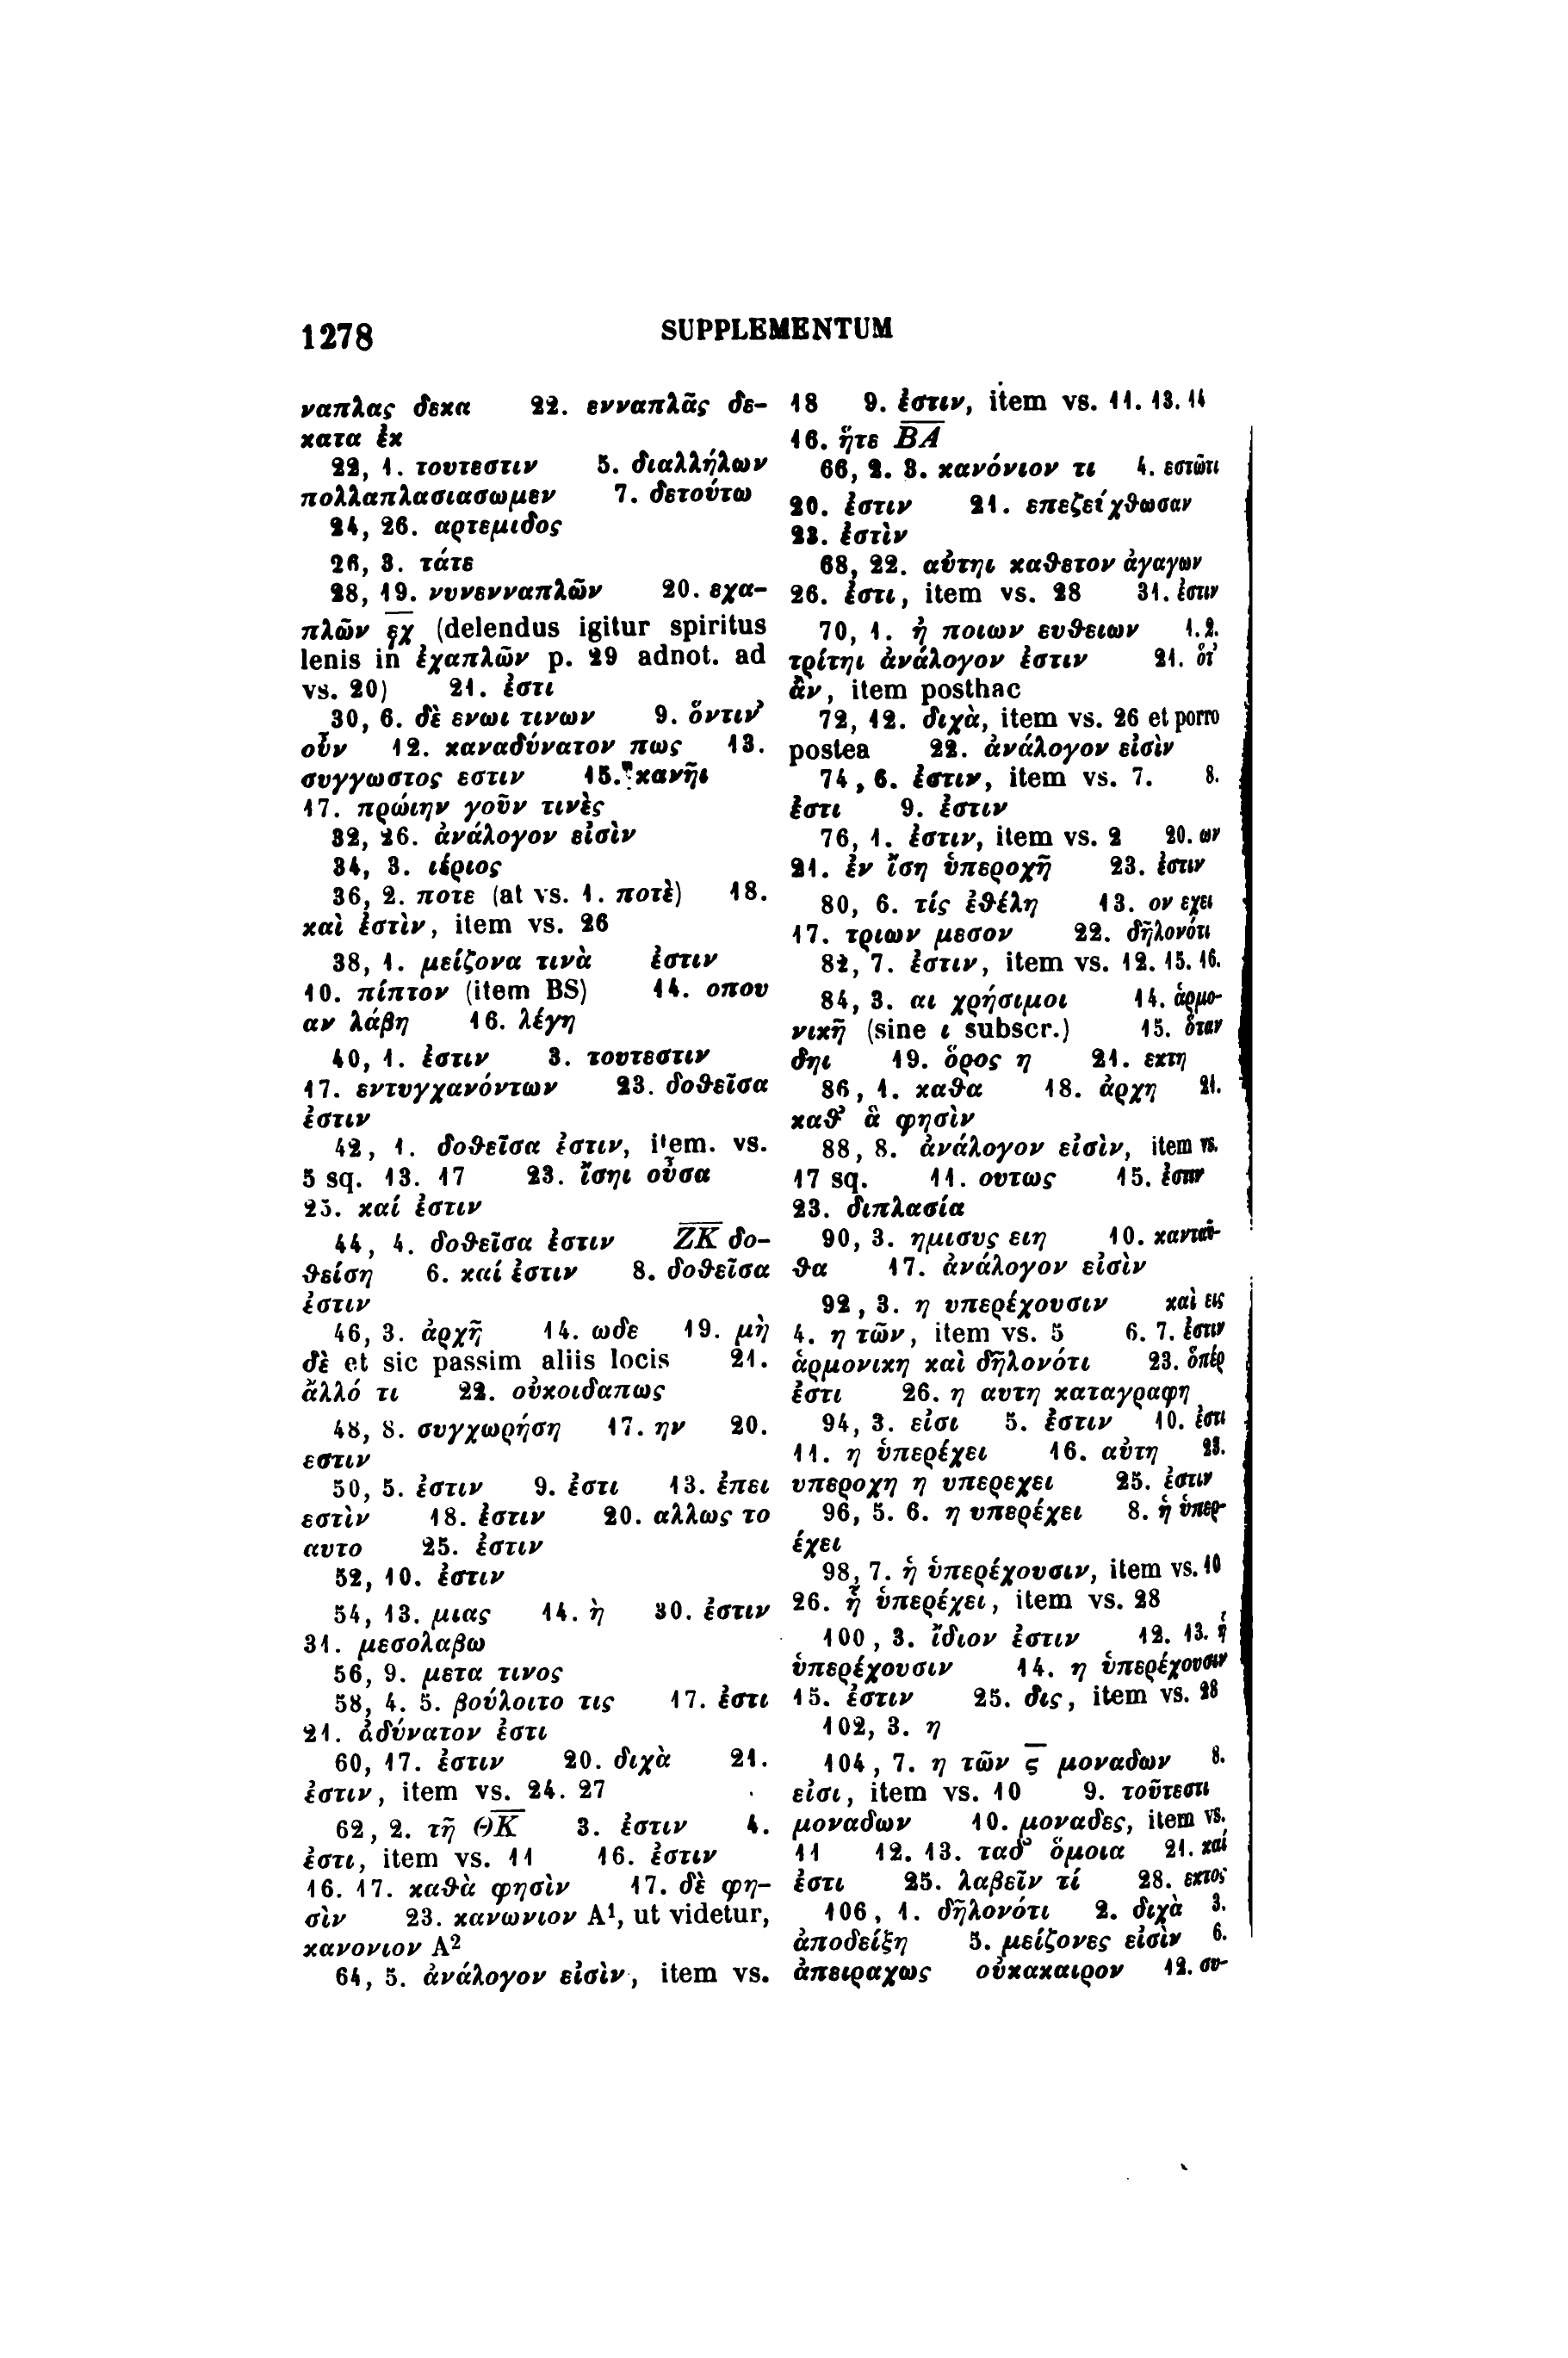 1278 SUPPLEMENTUM
ναπλας δεκα 22. ενναπλᾶς δε-
κατα ἐκ
22, 1. τουτεστιν 5. διαλλήλων
πολλαπλασιασωμεν 7. δετούτω
24, 26. αρτεμιδος
26, 3. τάτε
28, 19. νυνενναπλῶν 20. εχα-
πλῶν ε̅χ̅ (delendus igitur spiritus
lenis in ἐχαπλῶν p. 29 adnot. ad
vs. 20) 21. ἐστι
30, 6. δὲ ενωι τινων 9. ὅντιν'
οὖν 12. καναδύνατον πως 13.
συγγωστος εστιν 15. κανῆι
17. πρώιην γοῦν τινὲς
32, 26. ἀνάλογον εἰσὶν
34, 3. ιέριος
36, 2. ποτε (at vs. 1. ποτὲ) 18.
καὶ ἐστὶν, item vs. 26
38, 1. μείζονα τινὰ ἐστιν
10. πίπτον (item BS) 14. οπου
αν λάβη 16. λέγη
40, 1. ἐστιν 3. τουτεστιν
17. εντυγχανόντων 23. δοθεῖσα
ἐστιν
42, 1. δοθεῖσα ἐστιν, item. vs.
5 sq. 13. 17 23. ἴσηι οὖσα
25. καί ἐστιν
44, 4. δοθεῖσα ἐστιν Z̅K̅ δο-
θείση 6. καί ἐστιν 8. δοθεῖσα
ἐστιν
46, 3. ἀρχῆ 14. ωδε 19. μὴ
δὲ et sic passim aliis locis 21.
ἄλλό τι 22. οὐκοιδαπως
48, 8. συγχωρήση 17. ην 20.
εστιν
50, 5. ἐστιν 9. ἐστι 13. ἐπει
εστὶν 18. ἐστιν 20. αλλως το
αυτο 25. ἐστιν
52, 10. ἐστιν
54, 13. μιας 14. ὴ 30. ἐστιν
31. μεσολαβω
56, 9. μετα τινος
58, 4. 5. βούλοιτο τις 17. ἐστι
21. ἀδύνατον ἐστι
60, 17. ἐστιν 20. διχὰ 21.
ἐστιν, item vs. 24. 27
62, 2. τῆ Θ̅K̅ 3. ἐστιν 4.
ἐστι, item vs. 11 16. ἐστιν
16. 17. καθὰ φησὶν 17. δὲ φη-
σὶν 23. κανωνιον A¹, ut videtur,
κανονιον A²
64, 5. ἀνάλογον εἰσὶν, item vs.
18 9. ἐστιν, item vs. 11. 13. 14
16. ἥτε B̅A̅
66, 2. 3. κανόνιον τι 4. εστῶτι
20. ἐστιν 21. επεζείχθωσαν
23. ἐστὶν
68, 22. αὐτηι καθετον ἀγαγων
26. ἐστι, item vs. 28 31. ἐστιν
70, 1. ἡ ποιων ευθειων 1. 2.
τρίτηι ἀνάλογον ἐστιν 21. ὅτ'
ἂν, item posthac
72, 12. διχὰ, item vs. 26 et porro
postea 22. ἀνάλογον εἰσὶν
74, 6. ἐστιν, item vs. 7. 8.
ἐστι 9. ἐστιν
76, 1. ἐστιν, item vs. 2 20. ων
21. ἐν ἴση ὑπεροχῆ 23. ἐστιν
80, 6. τίς ἐθέλη 13. ον εχει
17. τριων μεσον 22. δῆλονότι
82, 7. ἐστιν, item vs. 12. 15. 16.
84, 3. αι χρήσιμοι 14. ἁρμο-
νικῆ (sine ι subscr.) 15. ὅταν
δηι 19. ὅρος η 21. εκτη
86, 1. καθα 18. ἀρχη 21.
καθ' ἃ φησὶν
88, 8. ἀνάλογον εἰσὶν, item vs.
17 sq. 11. ουτως 15. ἐστιν
23. διπλασία
90, 3. ημισυς ειη 10. κανταῦ-
θα 17. ἀνάλογον εἰσὶν
92, 3. η υπερέχουσιν καὶ εις
4. η τῶν, item vs. 5 6. 7. ἐστιν
ἁρμονικη καὶ δῆλονότι 23. ὅπέρ
ἐστι 26. η αυτη καταγραφη
94, 3. εἰσι 5. ἐστιν 10. ἐστι
11. η ὑπερέχει 16. αὐτη 23.
υπεροχη η υπερεχει 25. ἐστιν
96, 5. 6. η υπερέχει 8. ἡ ὑπερ-
έχει
98, 7. ἡ ὑπερέχουσιν, item vs. 10
26. ἧ ὑπερέχει, item vs. 28
100, 3. ἴδιον ἐστιν 12. 13. ἡ
ὑπερέχουσιν 14. η ὑπερέχουσιν
15. ἐστιν 25. δις, item vs. 28
102, 3. η
104, 7. η τῶν ς̅ μοναδων 8.
εἰσι, item vs. 10 9. τοῦτεστι
μοναδων 10. μοναδες, item vs.
11 12. 13. ταδ' ὅμοια 21. καί
ἐστι 25. λαβεῖν τί 28. εκτος
106, 1. δῆλονότι 2. διχὰ 3.
ἀποδείξη 5. μείζονες εἰσὶν 6.
ἀπειραχως οὐκακαιρον 12. συ-